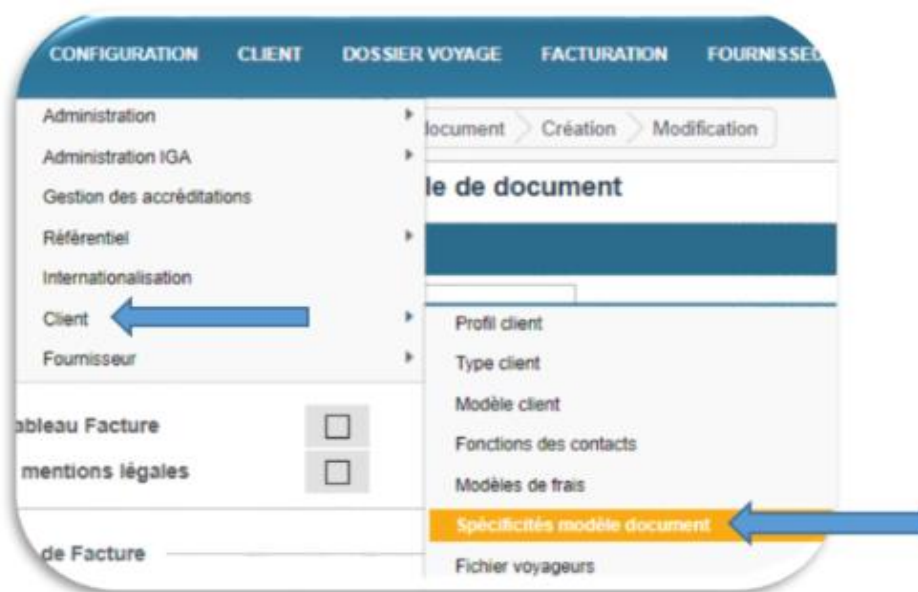 CONFIGURATION CLIENT DOSSIER VOYAGE FACTURATION
Administration
Administration IGA
Gestion des accréditations
Référentiel
Internationalisation
Client
Fournisseur
document Création Modification
le de document
Profil client
Type client
Modèle client
Fonctions des contacts
Modèles de frais
Spécificités modèle document
Fichier voyageurs
ableau Facture
mentions légales
de Facture